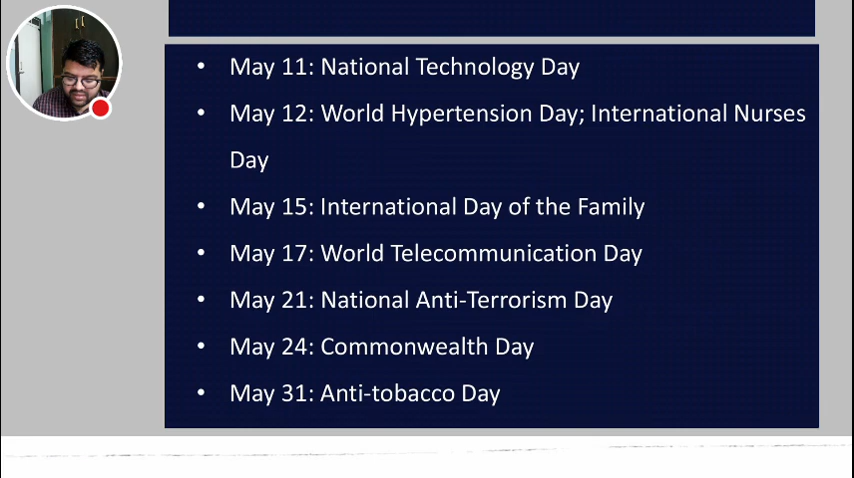 • May 11: National Technology Day
• May 12: World Hypertension Day; International Nurses
Day
• May 15: International Day of the Family
• May 17: World Telecommunication Day
• May 21: National Anti-Terrorism Day
• May 24: Commonwealth Day
• May 31: Anti-tobacco Day